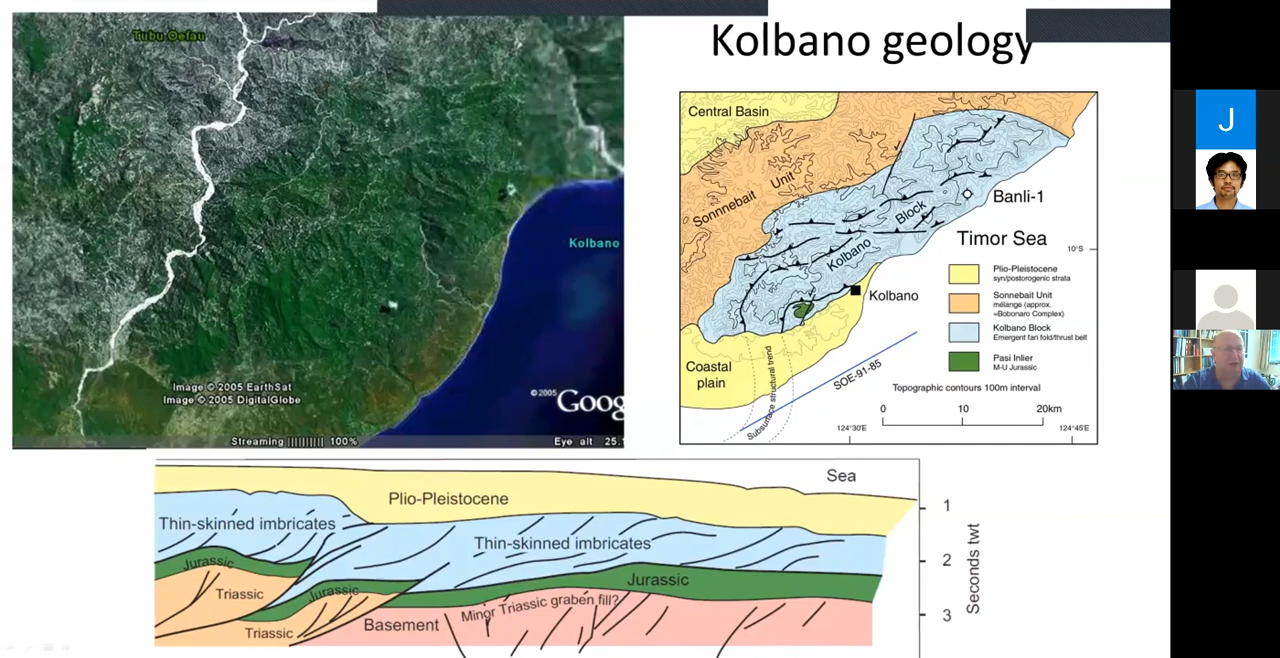 Kolbano geology
Tubu Oefau
Kolbano
Image © 2005 EarthSat
Image © 2005 DigitalGlobe
© 2005
Goog
Streaming |||||||||| 100%
Eye alt 25.1
Central Basin
Sonnnebait Unit
Kolbano Block
Banli-1
Timor Sea
10°S
Kolbano
Plio-Pleistocene
syn/postorogenic strata
Sonnebait Unit
mélange (approx.
=Bobonaro Complex)
Kolbano Block
Emergent fan fold/thrust belt
Pasi Inlier
M-U Jurassic
Coastal
plain
Subsurface structural trend
SOE-91-85
Topographic contours 100m interval
0 10 20km
124°30'E 124°45'E
J
Sea
Plio-Pleistocene
Thin-skinned imbricates
Thin-skinned imbricates
Jurassic
Jurassic
Jurassic
Triassic
Triassic
Basement
Minor Triassic graben fill?
1
2
3
Seconds twt